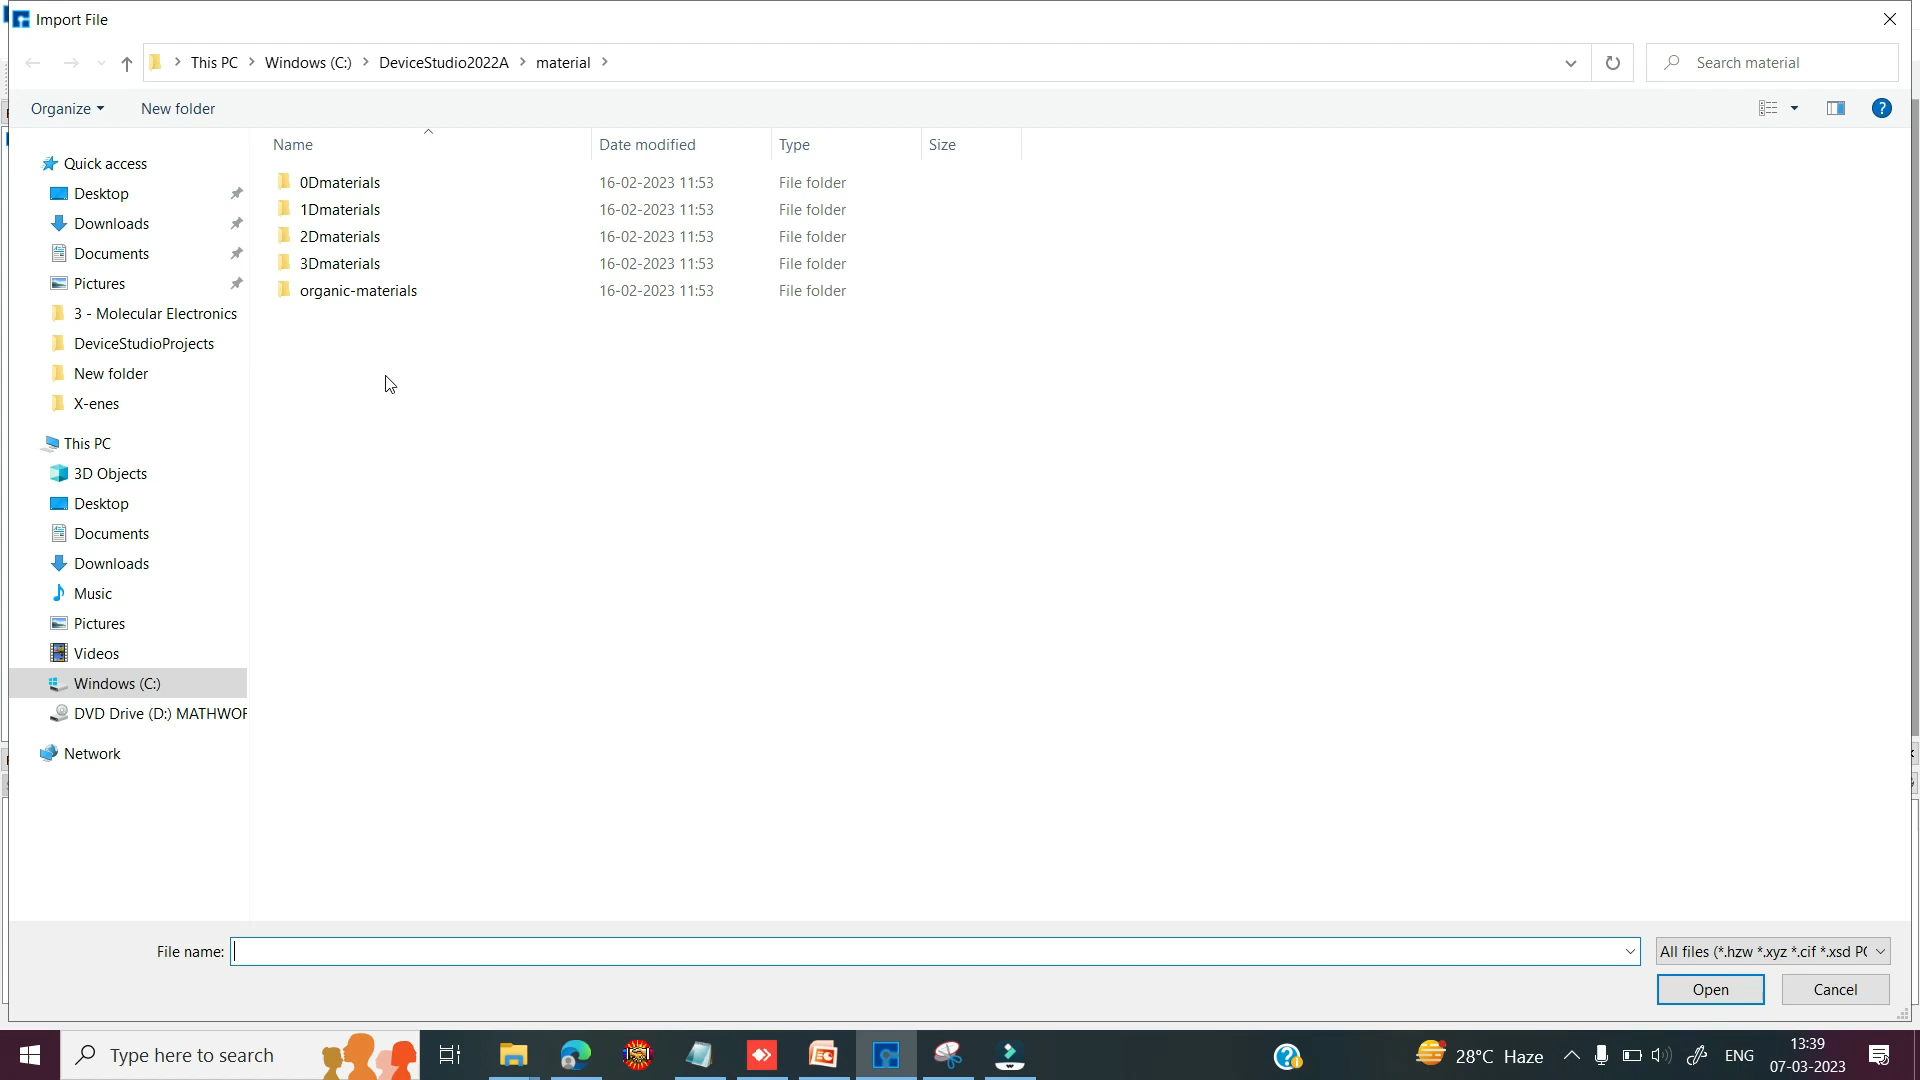 Import File
This PC > Windows (C:) > DeviceStudio2022A > material >
Search material
Organize
New folder
Name
Date modified
Type
Size
Quick access
Desktop
Downloads
Documents
Pictures
3 - Molecular Electronics
DeviceStudioProjects
New folder
X-enes
This PC
3D Objects
Desktop
Documents
Downloads
Music
Pictures
Videos
Windows (C:)
DVD Drive (D:) MATHWOR
Network
0Dmaterials 16-02-2023 11:53 File folder
1Dmaterials 16-02-2023 11:53 File folder
2Dmaterials 16-02-2023 11:53 File folder
3Dmaterials 16-02-2023 11:53 File folder
organic-materials 16-02-2023 11:53 File folder
File name:
All files (*.hzw *.xyz *.cif *.xsd PO
Open
Cancel
Type here to search
28°C Haze
ENG
13:39
07-03-2023